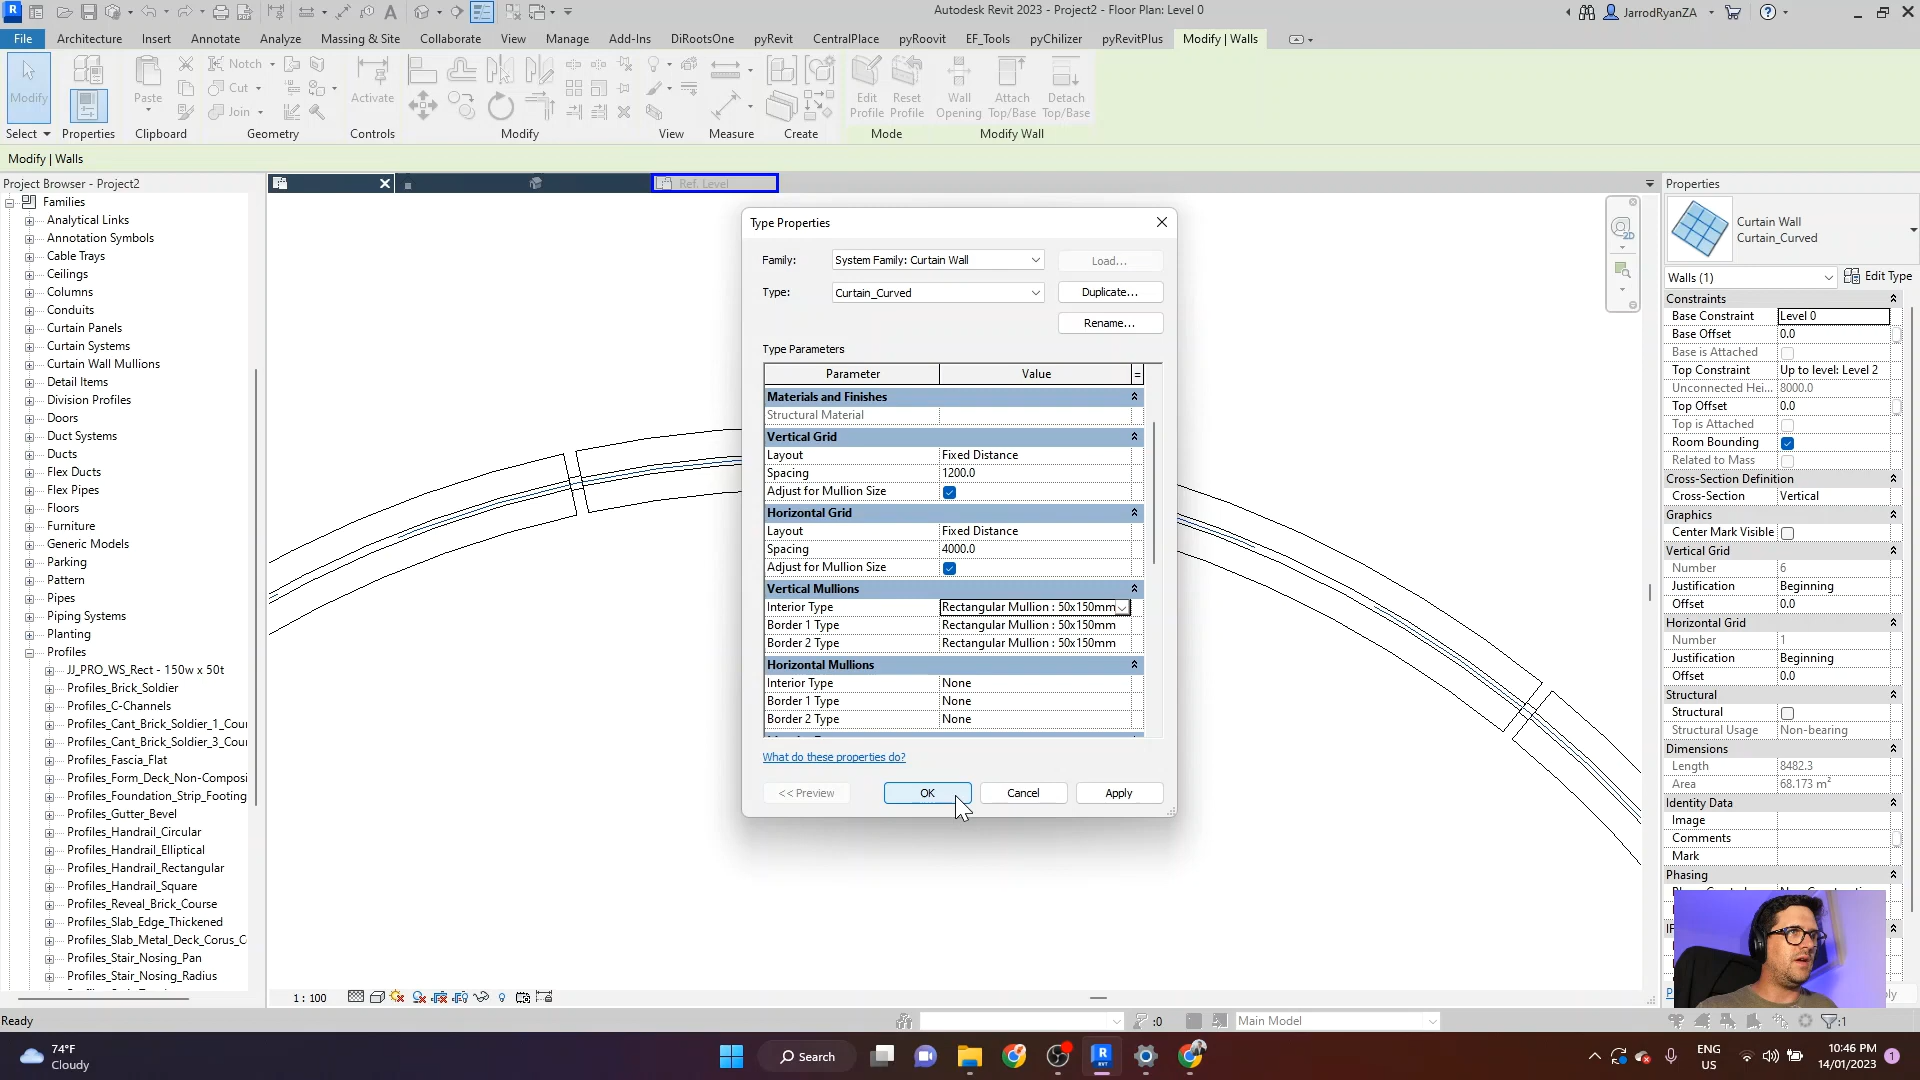 Autodesk Revit 2023 - Project2 - Floor Plan: Level 0
JarrodRyanZA
File
Architecture
Insert
Annotate
Analyze
Massing & Site
Collaborate
View
Manage
Add-Ins
DiRootsOne
pyRevit
CentralPlace
pyRoovit
EF_Tools
pyChilizer
pyRevitPlus
Modify | Walls
Modify
Paste
Notch
Cut
Join
Activate
Edit Profile
Reset Profile
Wall Opening
Attach Top/Base
Detach Top/Base
Select
Properties
Clipboard
Geometry
Controls
Modify
View
Measure
Create
Mode
Modify Wall
Modify | Walls
Project Browser - Project2
Families
Analytical Links
Annotation Symbols
Cable Trays
Ceilings
Columns
Conduits
Curtain Panels
Curtain Systems
Curtain Wall Mullions
Detail Items
Division Profiles
Doors
Duct Systems
Ducts
Flex Ducts
Flex Pipes
Floors
Furniture
Generic Models
Parking
Pattern
Pipes
Piping Systems
Planting
Profiles
JJ_PRO_WS_Rect - 150w x 50t
Profiles_Brick_Soldier
Profiles_C-Channels
Profiles_Cant_Brick_Soldier_1_Cour
Profiles_Cant_Brick_Soldier_3_Cour
Profiles_Fascia_Flat
Profiles_Form_Deck_Non-Composi
Profiles_Foundation_Strip_Footing
Profiles_Gutter_Bevel
Profiles_Handrail_Circular
Profiles_Handrail_Elliptical
Profiles_Handrail_Rectangular
Profiles_Handrail_Square
Profiles_Reveal_Brick_Course
Profiles_Slab_Edge_Thickened
Profiles_Slab_Metal_Deck_Corus_C
Profiles_Stair_Nosing_Pan
Profiles_Stair_Nosing_Radius
Ref. Level
Type Properties
Family:
System Family: Curtain Wall
Load...
Type:
Curtain_Curved
Duplicate...
Rename...
Type Parameters
Parameter
Value
=
Materials and Finishes
Structural Material
Vertical Grid
Layout
Fixed Distance
Spacing
1200.0
Adjust for Mullion Size
Horizontal Grid
Layout
Fixed Distance
Spacing
4000.0
Adjust for Mullion Size
Vertical Mullions
Interior Type
Rectangular Mullion : 50x150mm
Border 1 Type
Rectangular Mullion : 50x150mm
Border 2 Type
Rectangular Mullion : 50x150mm
Horizontal Mullions
Interior Type
None
Border 1 Type
None
Border 2 Type
None
What do these properties do?
<< Preview
OK
Cancel
Apply
2D
Properties
Curtain Wall
Curtain_Curved
Walls (1)
Edit Type
Constraints
Base Constraint
Level 0
Base Offset
0.0
Base is Attached
Top Constraint
Up to level: Level 2
Unconnected Hei...
8000.0
Top Offset
0.0
Top is Attached
Room Bounding
Related to Mass
Cross-Section Definition
Cross-Section
Vertical
Graphics
Center Mark Visible
Vertical Grid
Number
6
Justification
Beginning
Offset
0.0
Horizontal Grid
Number
1
Justification
Beginning
Offset
0.0
Structural
Structural
Structural Usage
Non-bearing
Dimensions
Length
8482.3
Area
68.173 m²
Identity Data
Image
Comments
Mark
Phasing
1 : 100
Ready
:0
Main Model
:1
74°F
Cloudy
Search
ENG
US
10:46 PM
14/01/2023
1